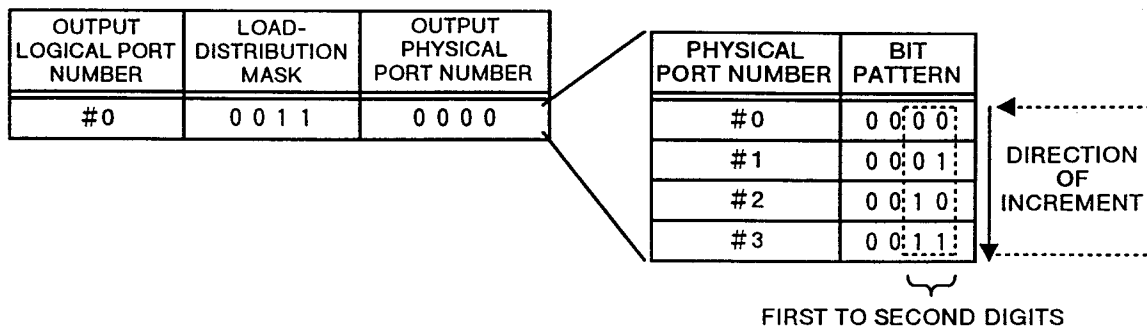 OUTPUT LOGICAL PORT NUMBER
LOAD-DISTRIBUTION MASK
OUTPUT PHYSICAL PORT NUMBER
#0
0 0 1 1
0 0 0 0
PHYSICAL PORT NUMBER
BIT PATTERN
#0
0 0 0 0
#1
0 0 0 1
#2
0 0 1 0
#3
0 0 1 1
DIRECTION OF INCREMENT
FIRST TO SECOND DIGITS